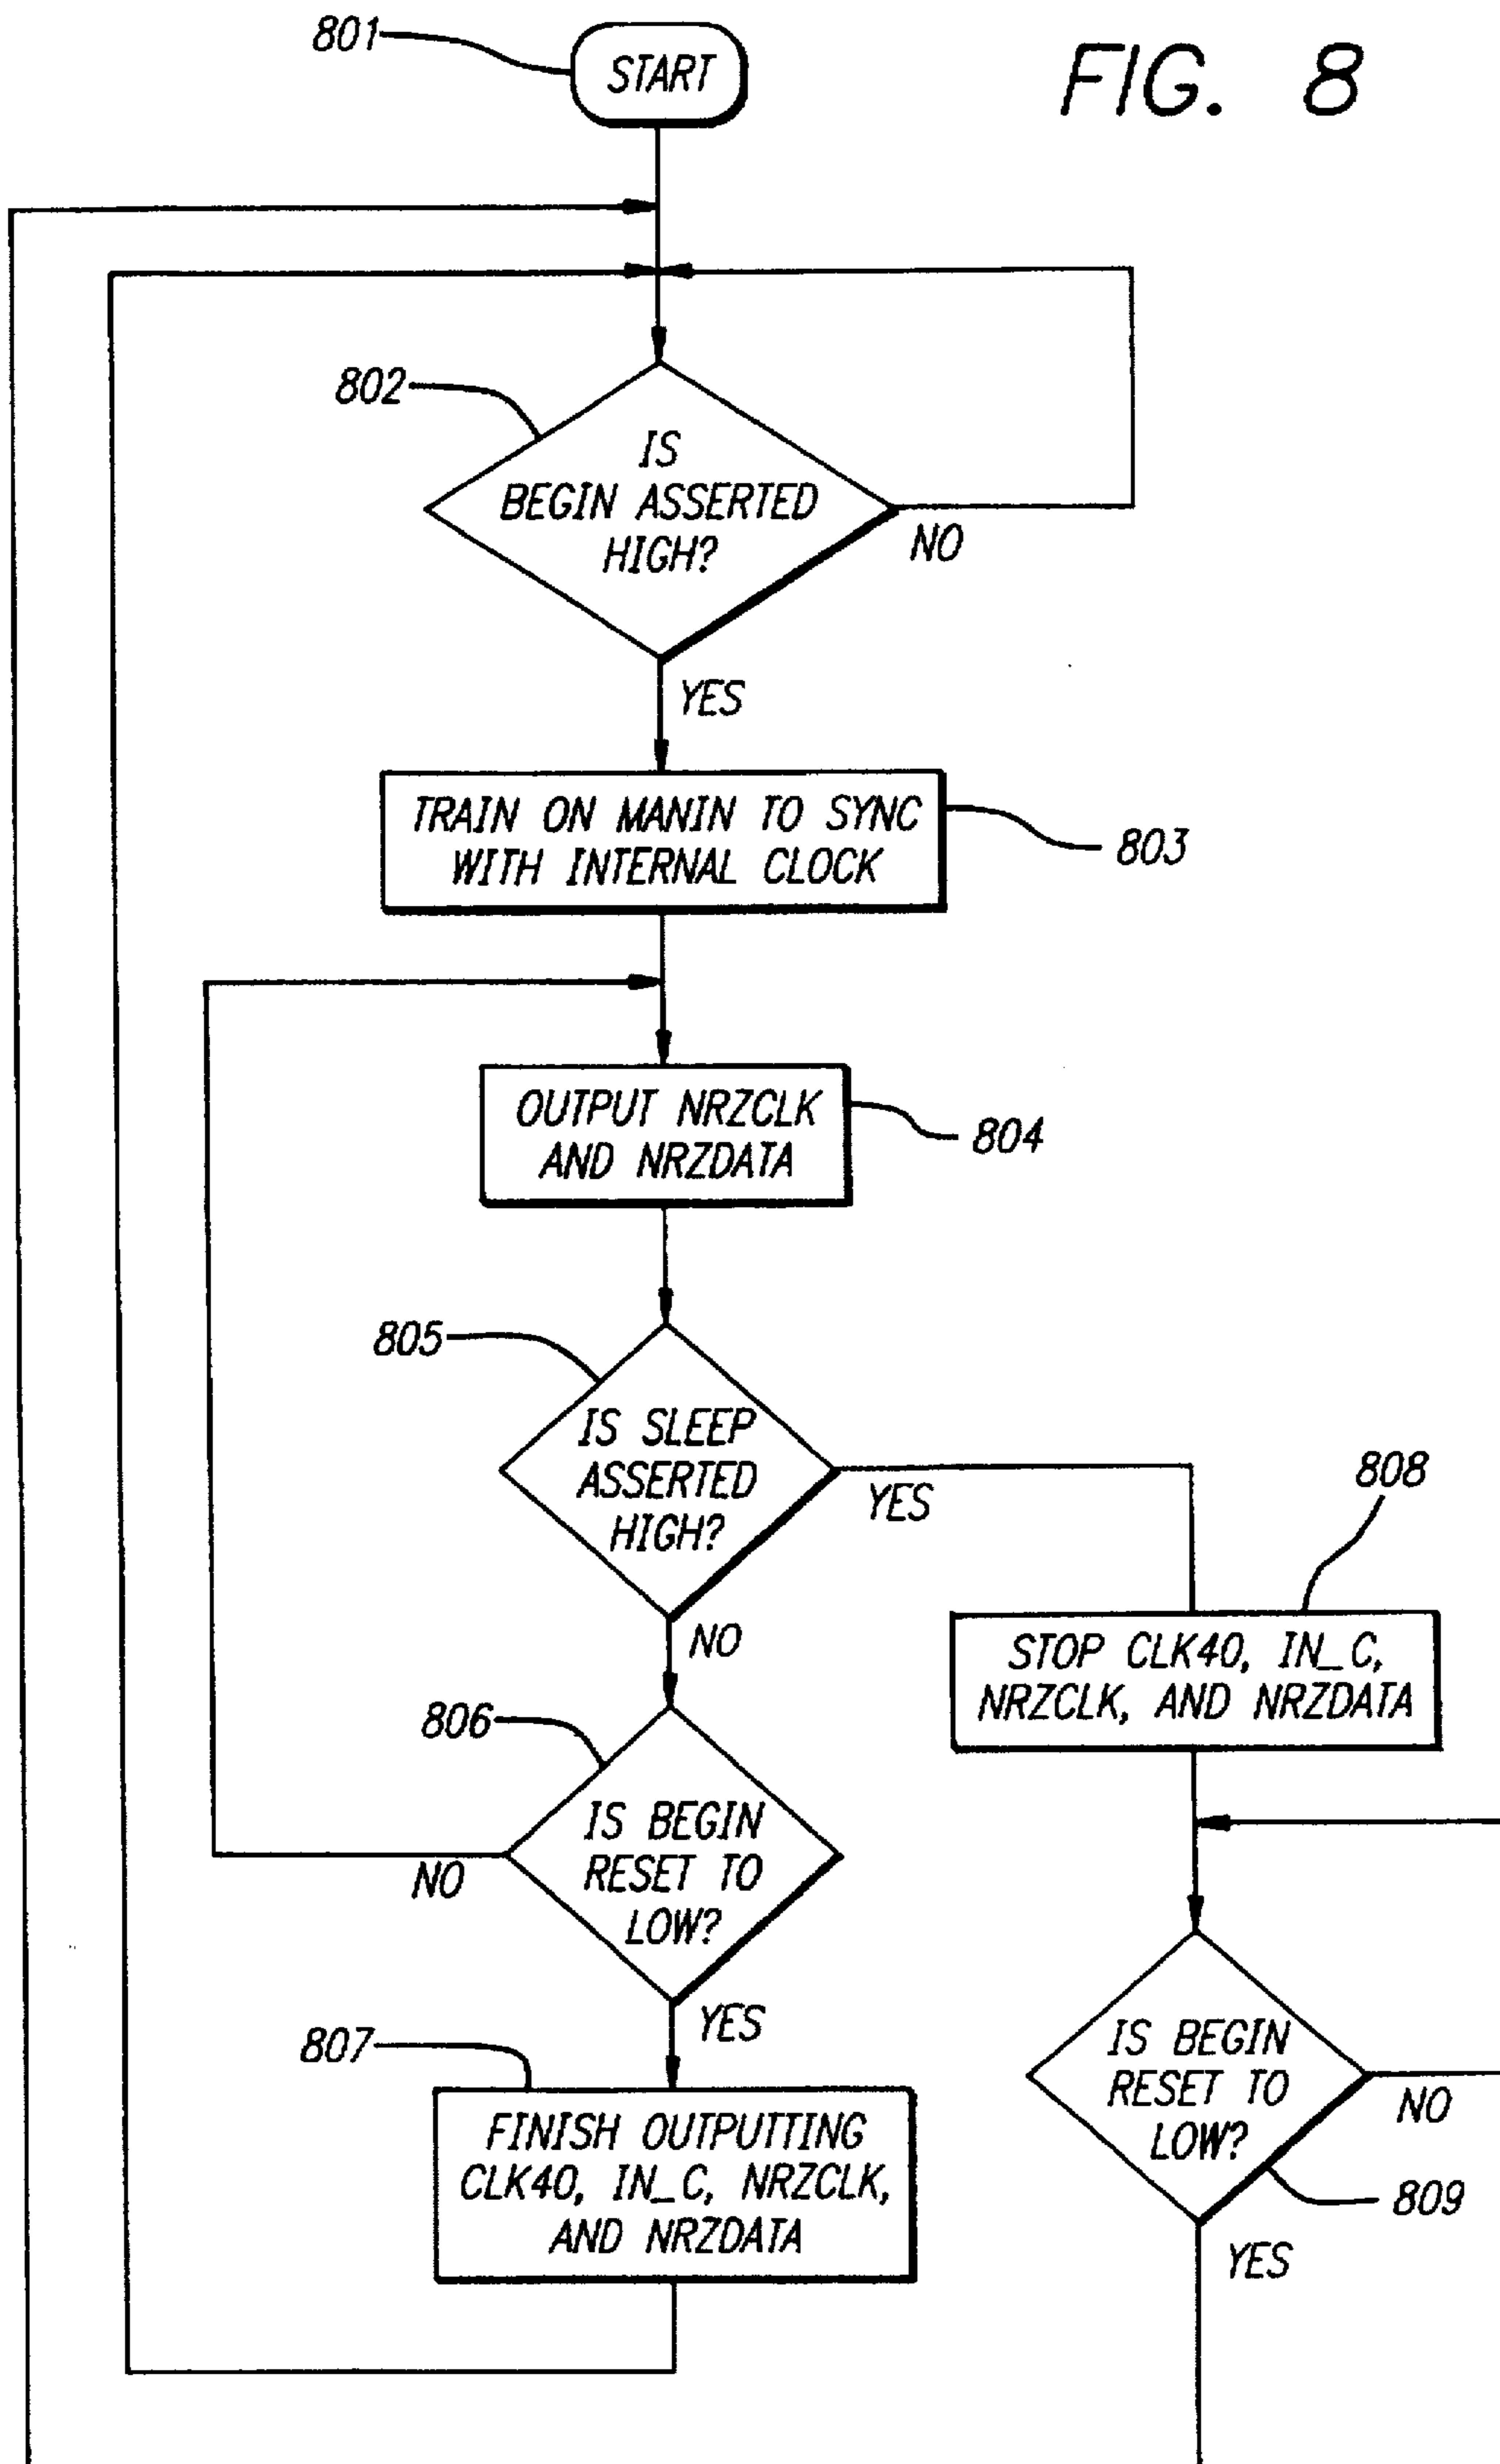 801
START
FIG. 8
802
IS
BEGIN ASSERTED
HIGH?
NO
YES
TRAIN ON MANIN TO SYNC
WITH INTERNAL CLOCK
803
OUTPUT NRZCLK
AND NRZDATA
804
805
IS SLEEP
ASSERTED
HIGH?
YES
NO
808
STOP CLK40, IN_C,
NRZCLK, AND NRZDATA
806
IS BEGIN
RESET TO
LOW?
NO
YES
807
FINISH OUTPUTTING
CLK40, IN_C, NRZCLK,
AND NRZDATA
IS BEGIN
RESET TO
LOW?
NO
809
YES